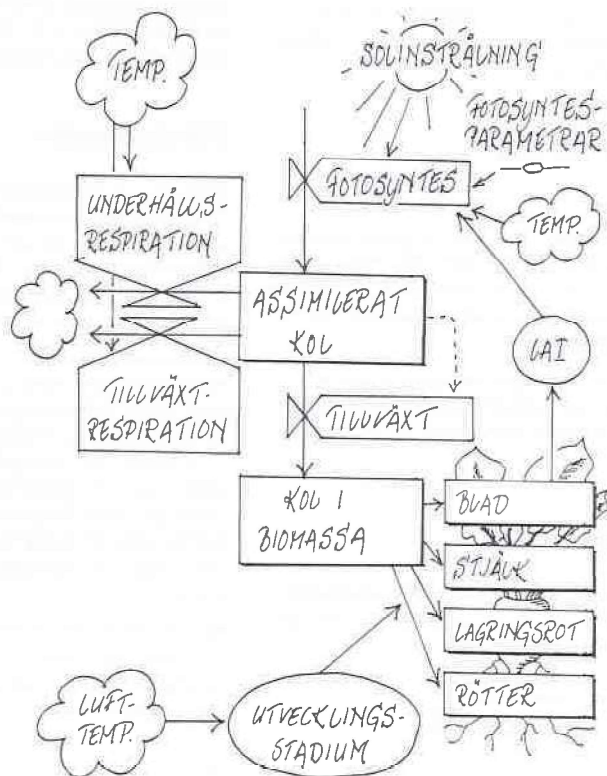 TEMP.
SOLINSTRÅLNING
FOTOSYNTES-
PARAMETRAR
FOTOSYNTES
TEMP.
UNDERHÅLLS-
RESPIRATION
ASSIMILERAT
KOL
LAI
TILLVÄXT-
RESPIRATION
TILLVÄXT
KOL I
BIOMASSA
BLAD
STJÄLK
LAGRINGSROT
RÖTTER
LUFT-
TEMP.
UTVECKLINGS-
STADIUM